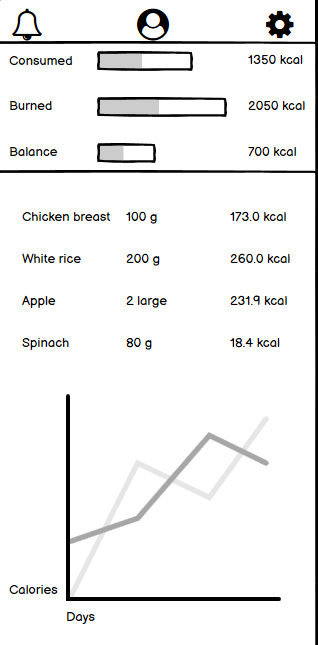 Consumed 1350 kcal
Burned 2050 kcal
Balance 700 kcal
Chicken breast 100 g 173.0 kcal
White rice 200 g 260.0 kcal
Apple 2 large 231.9 kcal
Spinach 80 g 18.4 kcal
Calories
Days